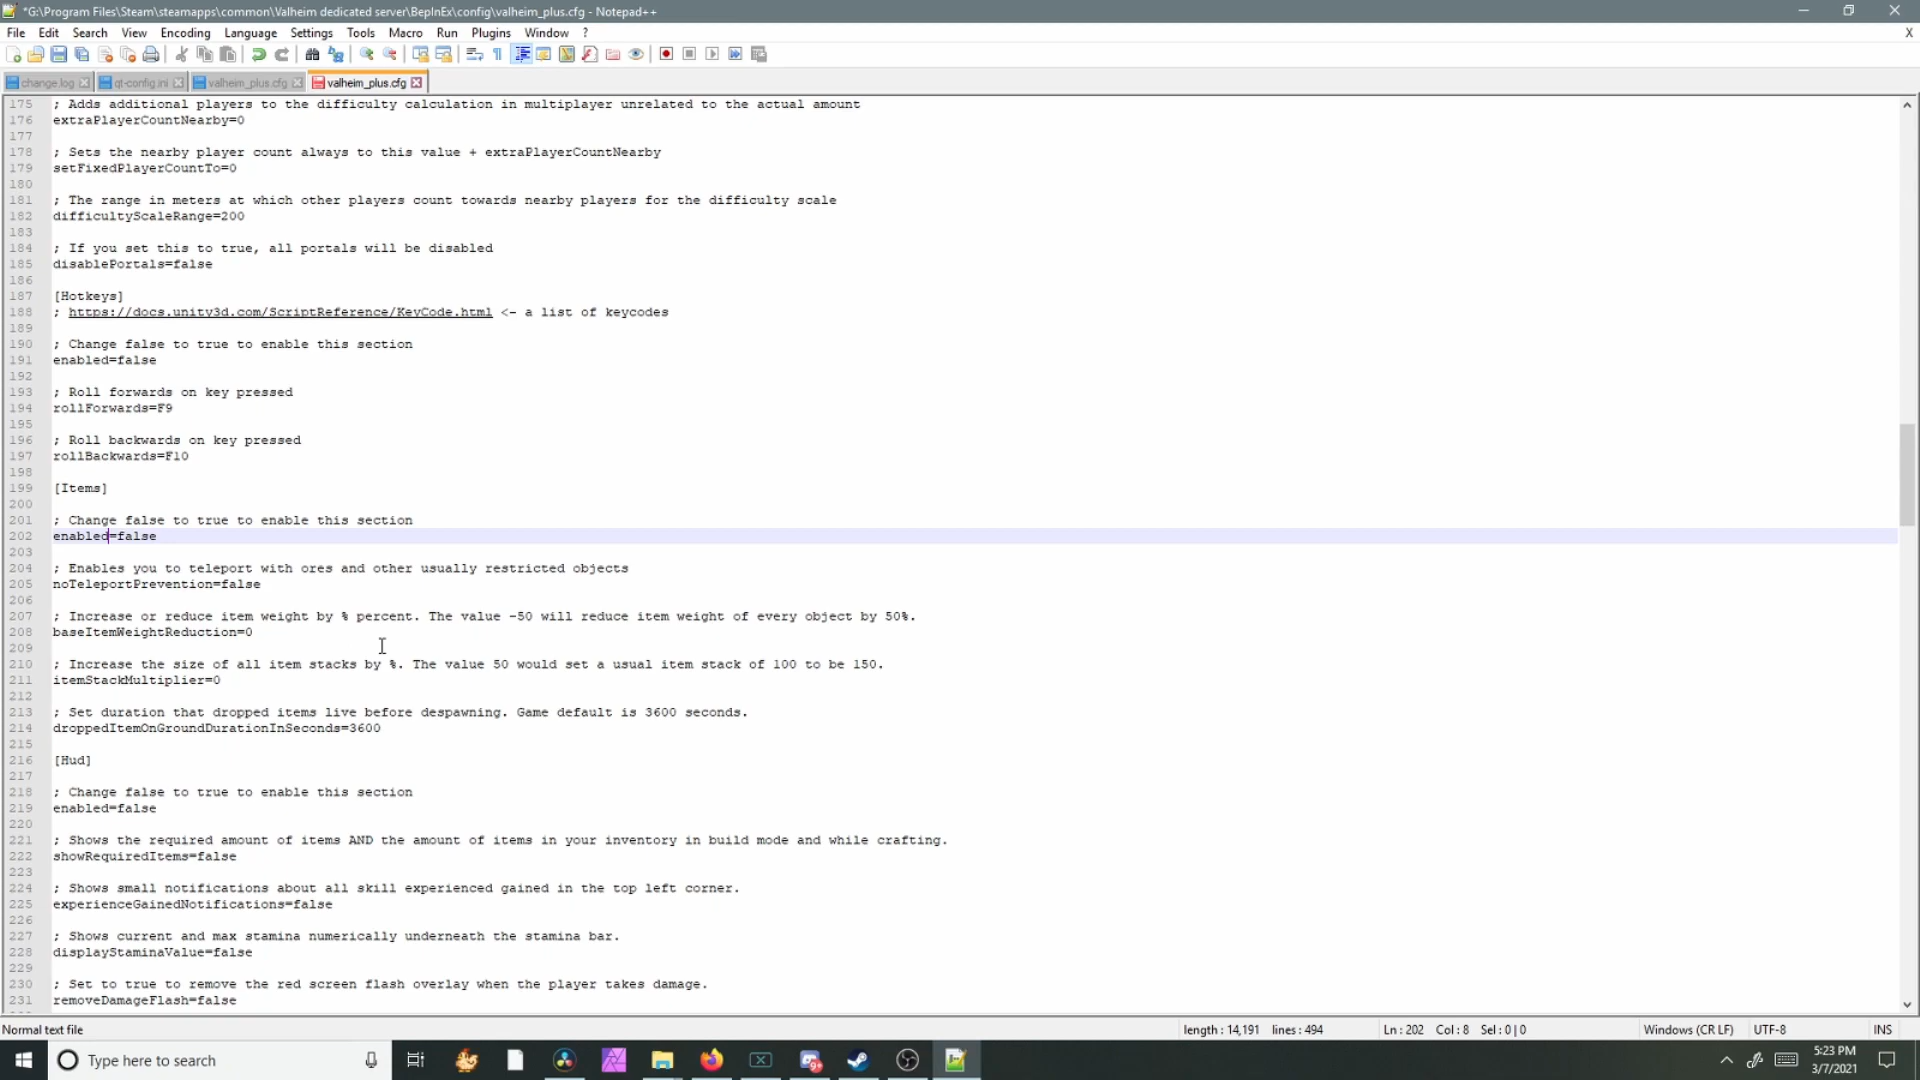 *G:\Program Files\Steam\steamapps\common\Valheim dedicated server\BepInEx\config\valheim_plus.cfg - Notepad++
File Edit Search View Encoding Language Settings Tools Macro Run Plugins Window ? X
change.log qt-config.ini valheim_plus.cfg valheim_plus.cfg
175 ; Adds additional players to the difficulty calculation in multiplayer unrelated to the actual amount
176 extraPlayerCountNearby=0
177
178 ; Sets the nearby player count always to this value + extraPlayerCountNearby
179 setFixedPlayerCountTo=0
180
181 ; The range in meters at which other players count towards nearby players for the difficulty scale
182 difficultyScaleRange=200
183
184 ; If you set this to true, all portals will be disabled
185 disablePortals=false
186
187 [Hotkeys]
188 ; https://docs.unity3d.com/ScriptReference/KeyCode.html <- a list of keycodes
189
190 ; Change false to true to enable this section
191 enabled=false
192
193 ; Roll forwards on key pressed
194 rollForwards=F9
195
196 ; Roll backwards on key pressed
197 rollBackwards=F10
198
199 [Items]
200
201 ; Change false to true to enable this section
202 enabled=false
203
204 ; Enables you to teleport with ores and other usually restricted objects
205 noTeleportPrevention=false
206
207 ; Increase or reduce item weight by % percent. The value -50 will reduce item weight of every object by 50%.
208 baseItemWeightReduction=0
209
210 ; Increase the size of all item stacks by %. The value 50 would set a usual item stack of 100 to be 150.
211 itemStackMultiplier=0
212
213 ; Set duration that dropped items live before despawning. Game default is 3600 seconds.
214 droppedItemOnGroundDurationInSeconds=3600
215
216 [Hud]
217
218 ; Change false to true to enable this section
219 enabled=false
220
221 ; Shows the required amount of items AND the amount of items in your inventory in build mode and while crafting.
222 showRequiredItems=false
223
224 ; Shows small notifications about all skill experienced gained in the top left corner.
225 experienceGainedNotifications=false
226
227 ; Shows current and max stamina numerically underneath the stamina bar.
228 displayStaminaValue=false
229
230 ; Set to true to remove the red screen flash overlay when the player takes damage.
231 removeDamageFlash=false
Normal text file length : 14,191 lines : 494 Ln : 202 Col : 8 Sel : 0 | 0 Windows (CR LF) UTF-8 INS
Type here to search
5:23 PM
3/7/2021